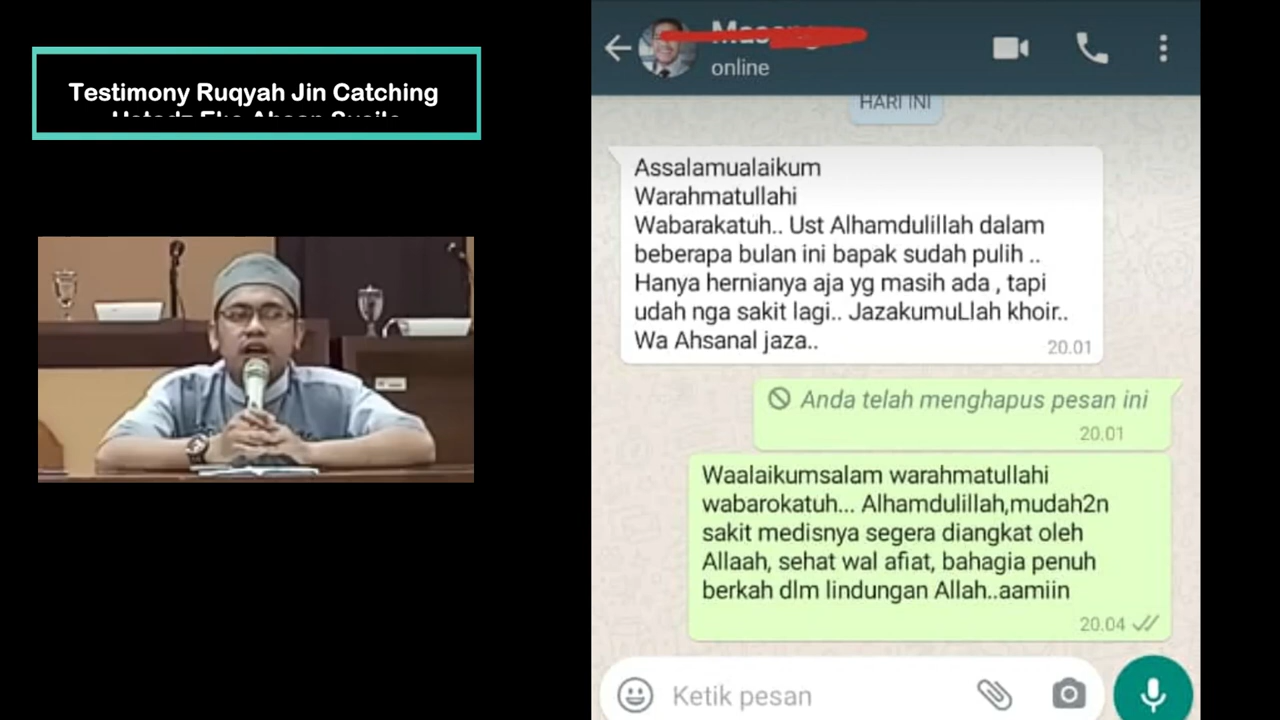 Testimony Ruqyah Jin Catching
online
HARI INI
Assalamualaikum
Warahmatullahi
Wabarakatuh.. Ust Alhamdulillah dalam
beberapa bulan ini bapak sudah pulih ..
Hanya hernianya aja yg masih ada , tapi
udah nga sakit lagi.. JazakumuLlah khoir..
Wa Ahsanal jaza..
20.01
Anda telah menghapus pesan ini
20.01
Waalaikumsalam warahmatullahi
wabarokatuh... Alhamdulillah,mudah2n
sakit medisnya segera diangkat oleh
Allaah, sehat wal afiat, bahagia penuh
berkah dlm lindungan Allah..aamiin
20.04
Ketik pesan